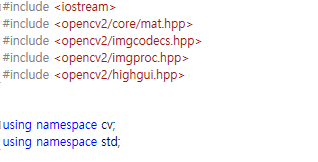 #include <iostream>
#include <opencv2/core/mat.hpp>
#include <opencv2/imgcodecs.hpp>
#include <opencv2/imgproc.hpp>
#include <opencv2/highgui.hpp>
using namespace cv;
using namespace std;